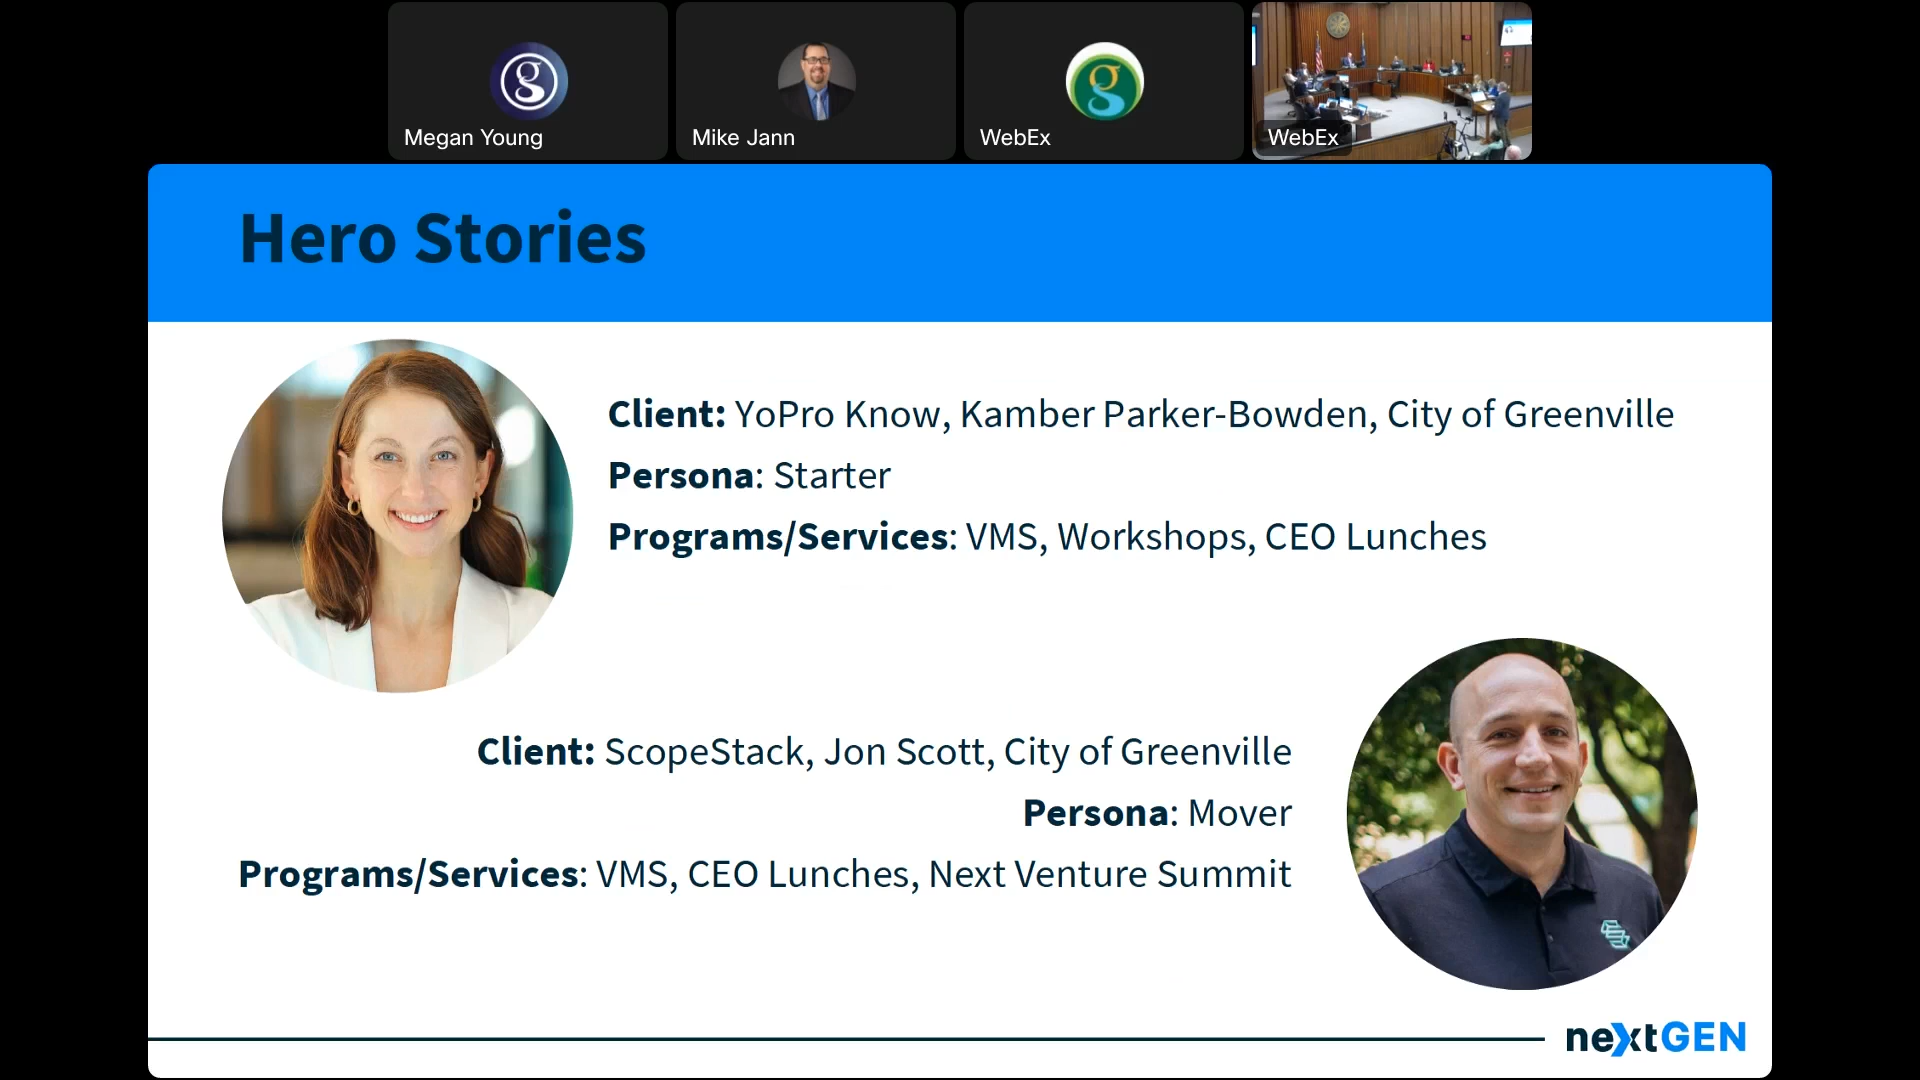 Megan Young
Mike Jann
WebEx
WebEx
Hero Stories
Client: YoPro Know, Kamber Parker-Bowden, City of Greenville
Persona: Starter
Programs/Services: VMS, Workshops, CEO Lunches
Client: ScopeStack, Jon Scott, City of Greenville
Persona: Mover
Programs/Services: VMS, CEO Lunches, Next Venture Summit
nextGEN